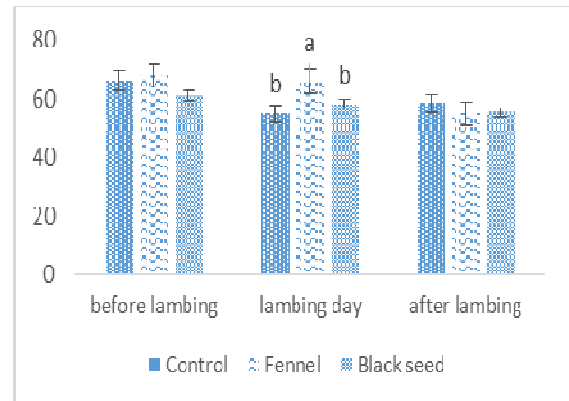 80
a
b b
60
40
20
0
before lambing lambing day after lambing
Control Fennel Black seed